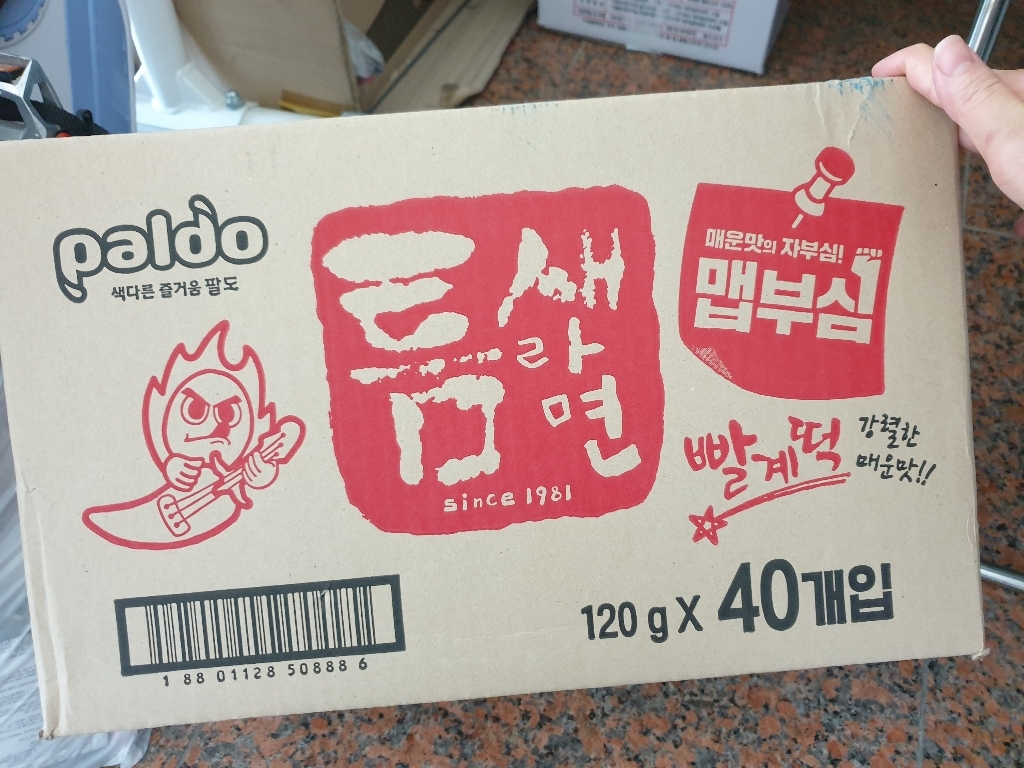 paldo
색다른 즐거움 팔도
틈새
라면
since 1981
매운맛의 자부심!
맵부심
빨계떡
강렬한
매운맛!!
120 g X 40개입
1 88 01128 50888 6